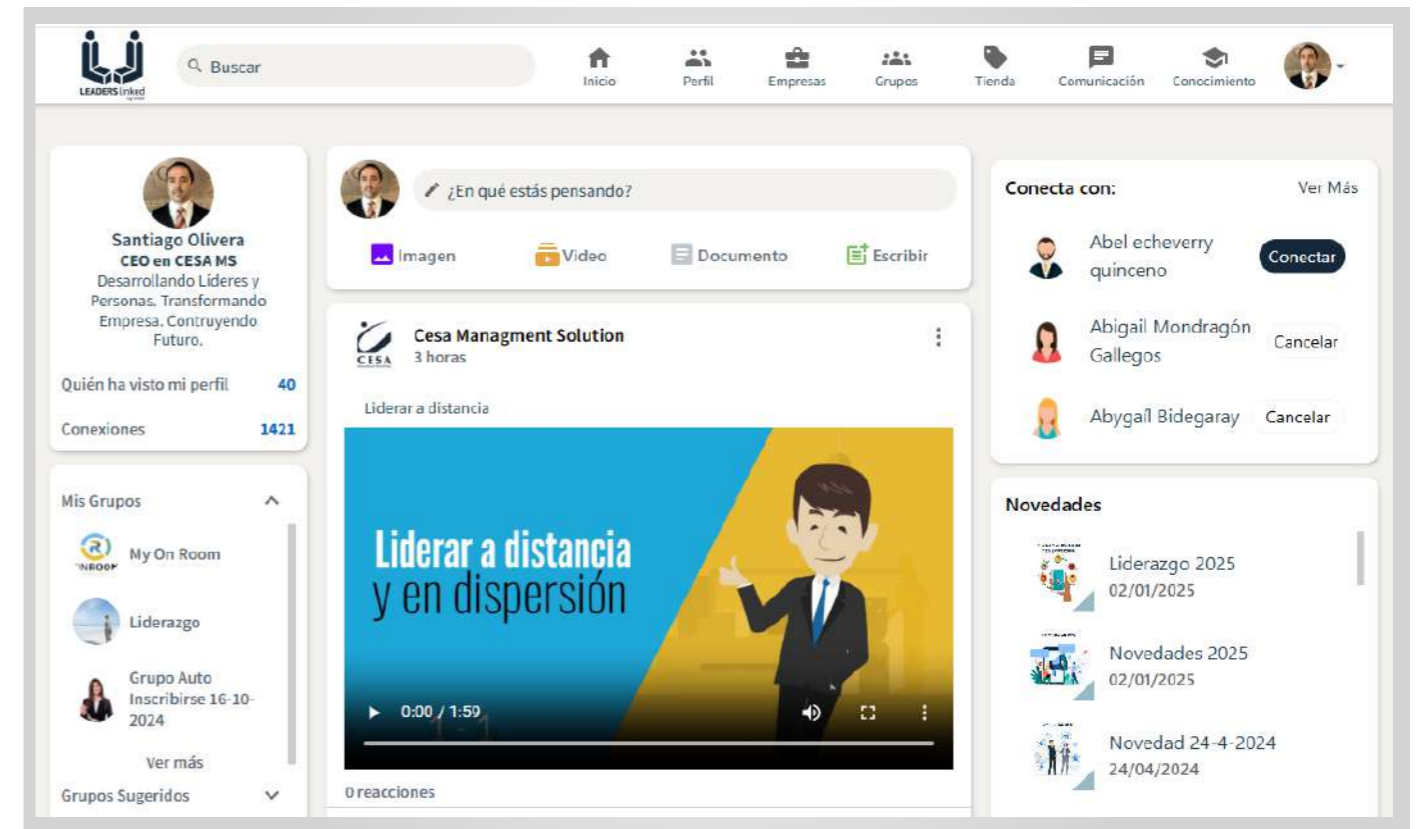 LEADERS linked
Buscar
Inicio
Perfil
Empresas
Grupos
Tienda
Comunicación
Conocimiento
Santiago Olivera
CEO en CESA MS
Desarrollando Líderes y
Personas. Transformando
Empresa. Contruyendo
Futuro.
Quién ha visto mi perfil 40
Conexiones 1421
Mis Grupos
My On Room
Liderazgo
Grupo Auto
Inscribirse 16-10-
2024
Ver más
Grupos Sugeridos
¿En qué estás pensando?
Imagen
Video
Documento
Escribir
CESA
Cesa Managment Solution
3 horas
Liderar a distancia
Liderar a distancia
y en dispersión
0:00 / 1:59
1 - 1
0 reacciones
Conecta con: Ver Más
Abel echeverry
quinceno
Conectar
Abigail Mondragón
Gallegos
Cancelar
Abygail Bidegaray
Cancelar
Novedades
Liderazgo 2025
02/01/2025
Novedades 2025
02/01/2025
Novedad 24-4-2024
24/04/2024